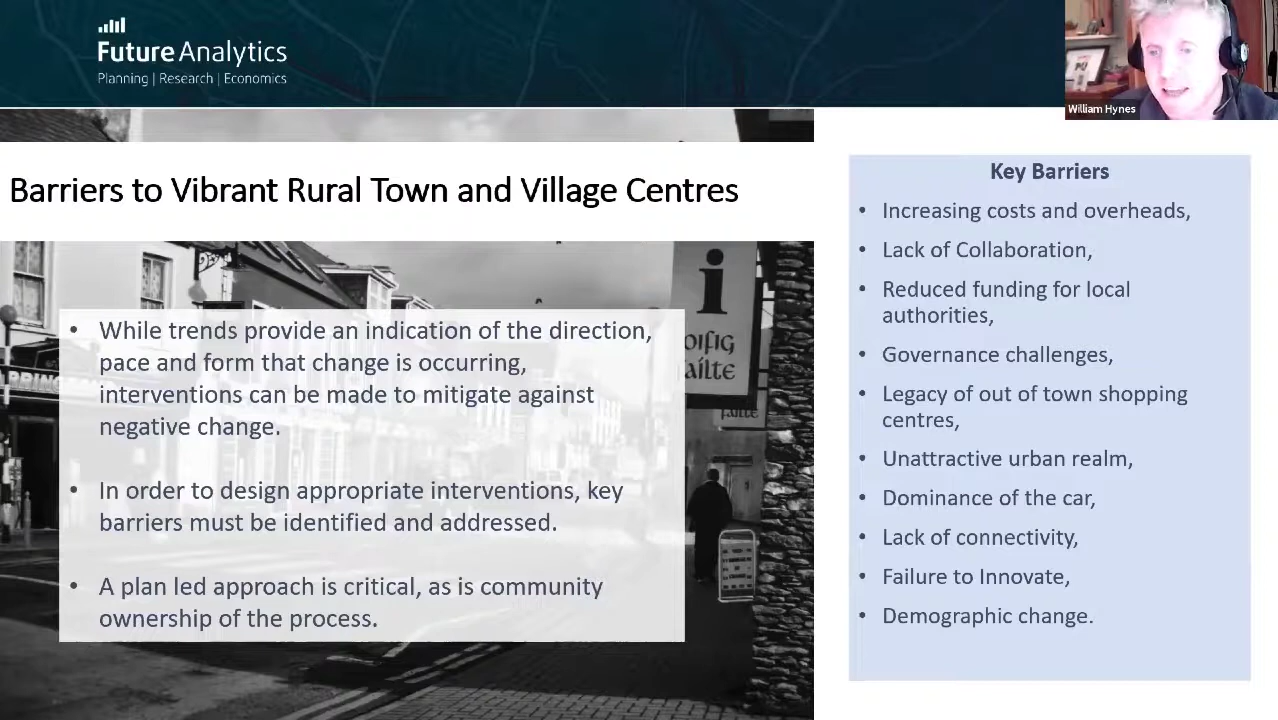 Future Analytics
Planning | Research | Economics
William Hynes
Barriers to Vibrant Rural Town and Village Centres
• While trends provide an indication of the direction,
pace and form that change is occurring,
interventions can be made to mitigate against
negative change.
• In order to design appropriate interventions, key
barriers must be identified and addressed.
• A plan led approach is critical, as is community
ownership of the process.
Key Barriers
• Increasing costs and overheads,
• Lack of Collaboration,
• Reduced funding for local
authorities,
• Governance challenges,
• Legacy of out of town shopping
centres,
• Unattractive urban realm,
• Dominance of the car,
• Lack of connectivity,
• Failure to Innovate,
• Demographic change.